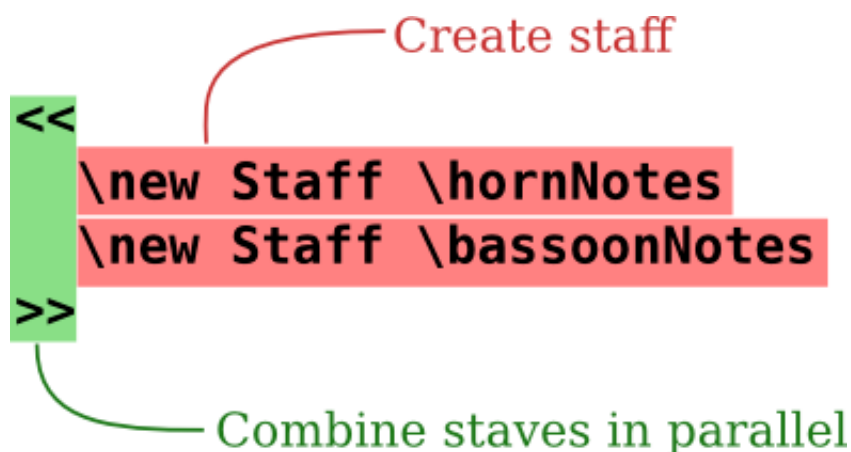 Create staff
<<
\new Staff \hornNotes
\new Staff \bassoonNotes
>>
Combine staves in parallel